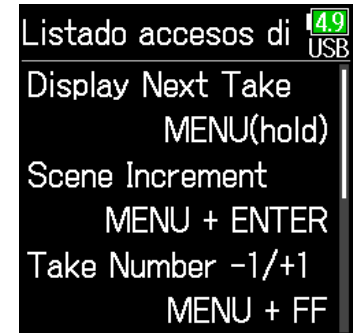 Listado accesos di
4.9
USB
Display Next Take
MENU(hold)
Scene Increment
MENU + ENTER
Take Number -1/+1
MENU + FF